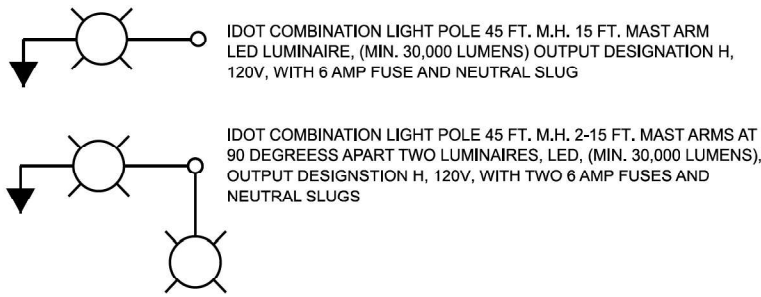 IDOT COMBINATION LIGHT POLE 45 FT. M.H. 15 FT. MAST ARM
LED LUMINAIRE, (MIN. 30,000 LUMENS) OUTPUT DESIGNATION H,
120V, WITH 6 AMP FUSE AND NEUTRAL SLUG
IDOT COMBINATION LIGHT POLE 45 FT. M.H. 2-15 FT. MAST ARMS AT
90 DEGREESS APART TWO LUMINAIRES, LED, (MIN. 30,000 LUMENS),
OUTPUT DESIGNSTION H, 120V, WITH TWO 6 AMP FUSES AND
NEUTRAL SLUGS